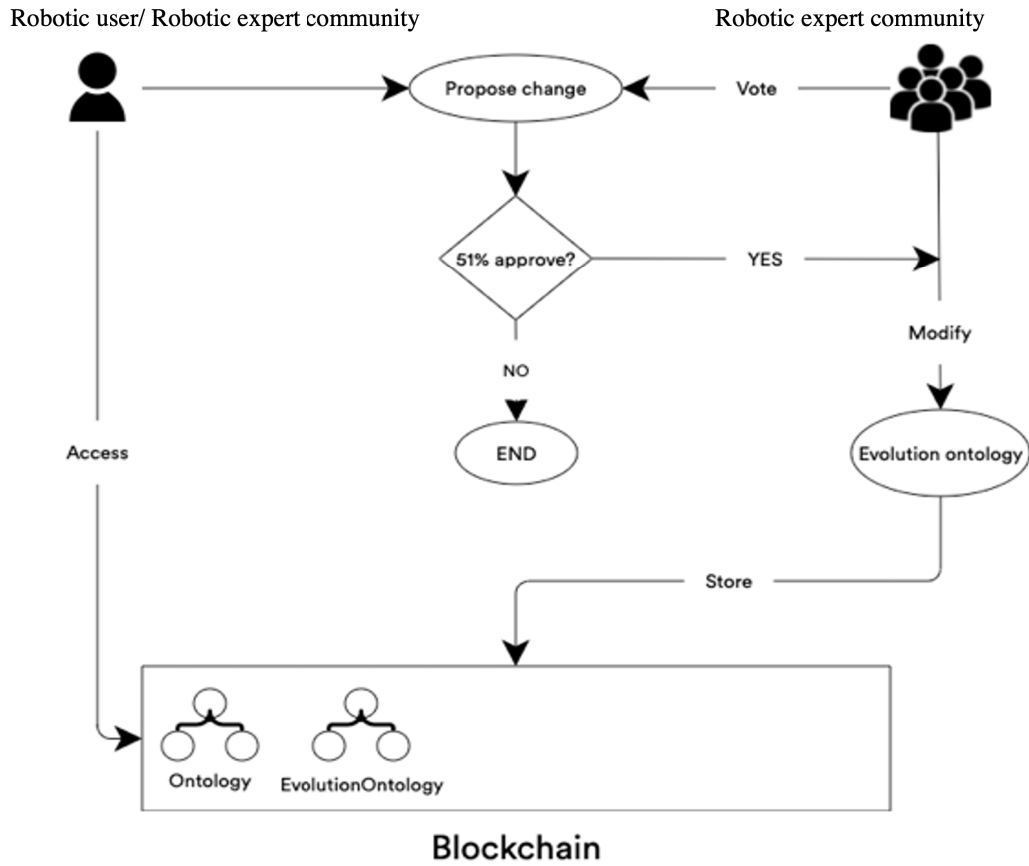 Robotic user/ Robotic expert community
Robotic expert community
Propose change
Vote
51% approve?
YES
Modify
NO
Access
END
Evolution ontology
Store
Ontology
EvolutionOntology
Blockchain